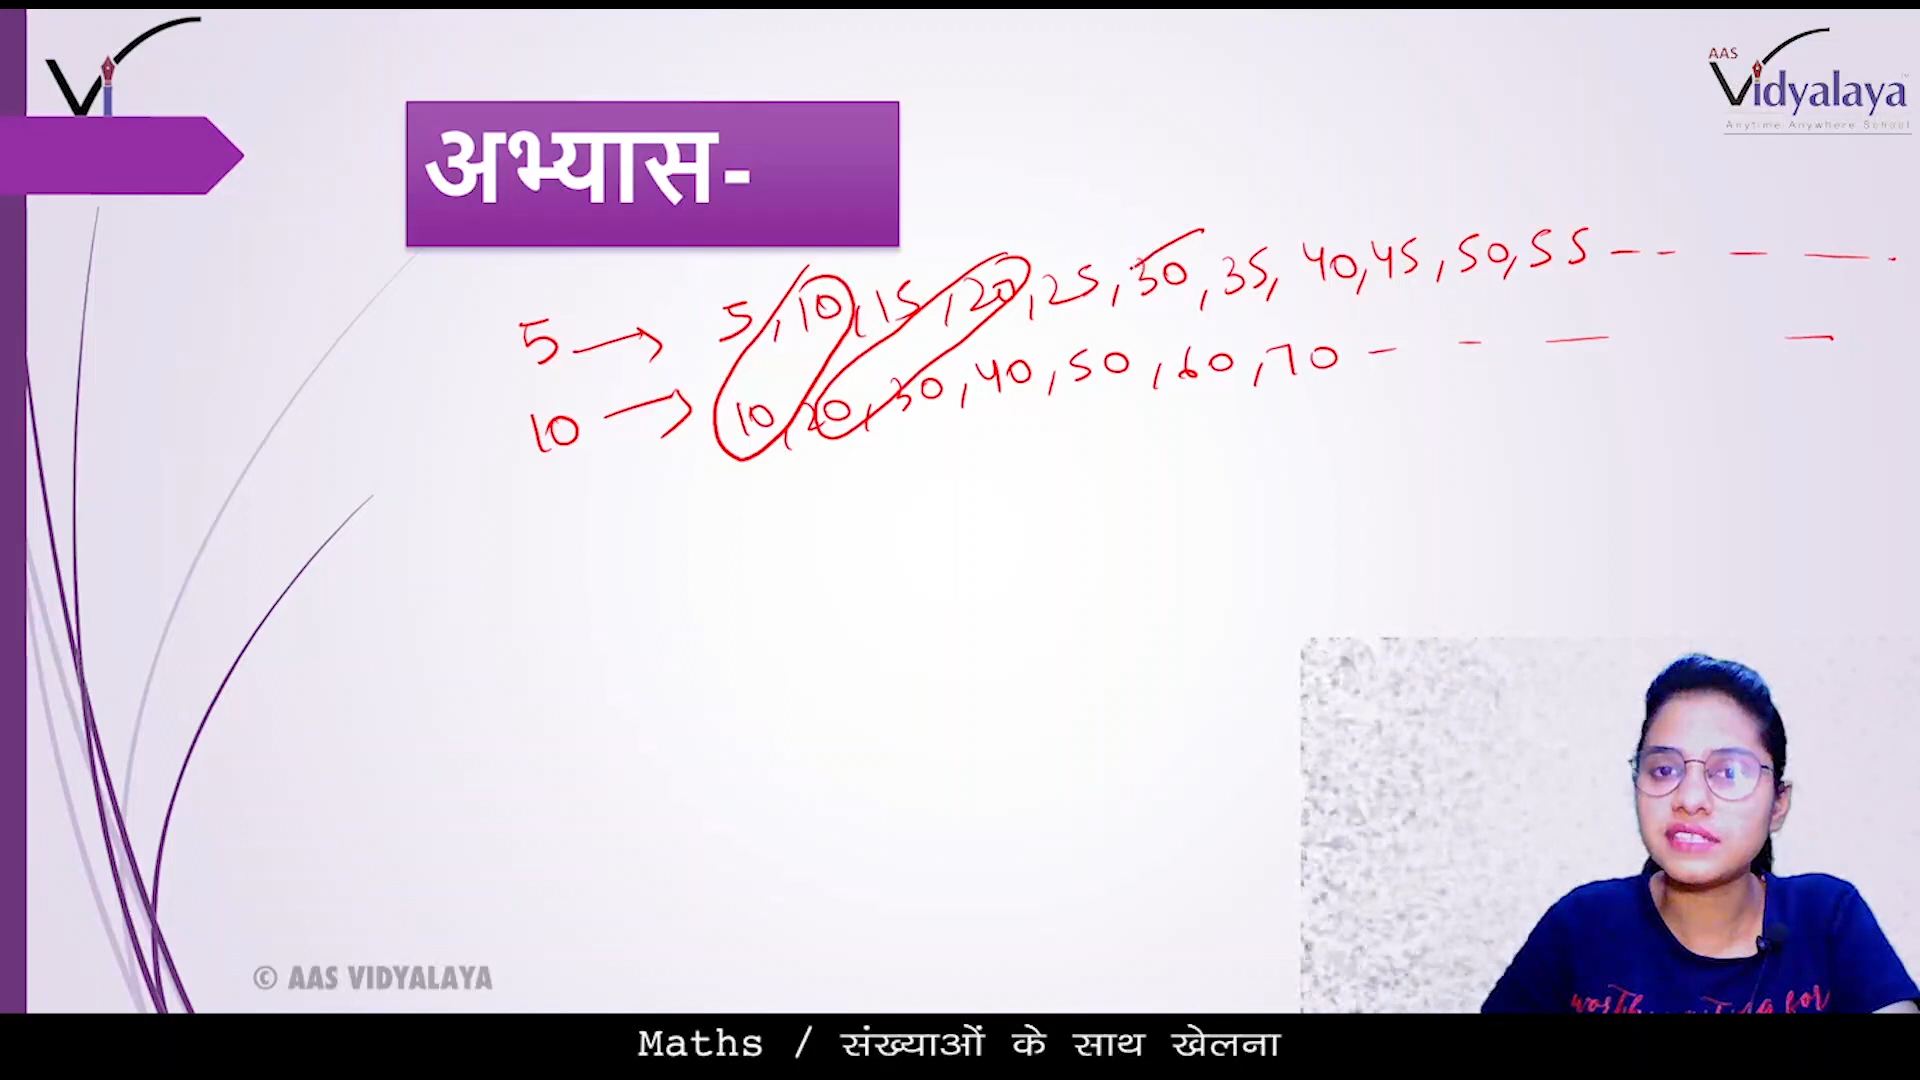 AAS
Vidyalaya
Anytime Anywhere School
अभ्यास-
5 → 5, 10, 15, 20, 25, 30, 35, 40, 45, 50, 55 -- - -
10 → 10, 20, 30, 40, 50, 60, 70 - - - -
© AAS VIDYALAYA
Maths / संख्याओं के साथ खेलना